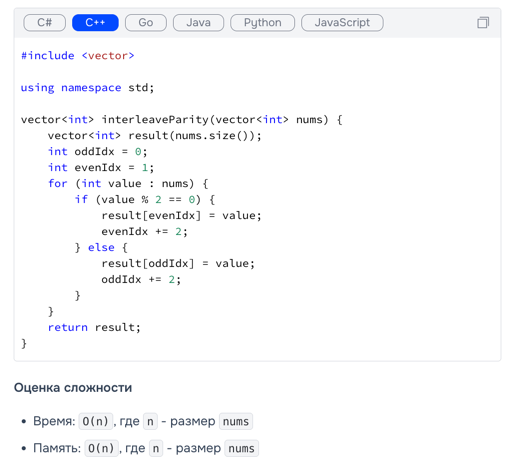 C# C++ Go Java Python JavaScript
#include <vector>
using namespace std;
vector<int> interleaveParity(vector<int> nums) {
    vector<int> result(nums.size());
    int oddIdx = 0;
    int evenIdx = 1;
    for (int value : nums) {
        if (value % 2 == 0) {
            result[evenIdx] = value;
            evenIdx += 2;
        } else {
            result[oddIdx] = value;
            oddIdx += 2;
        }
    }
    return result;
}
Оценка сложности
• Время: O(n), где n - размер nums
• Память: O(n), где n - размер nums